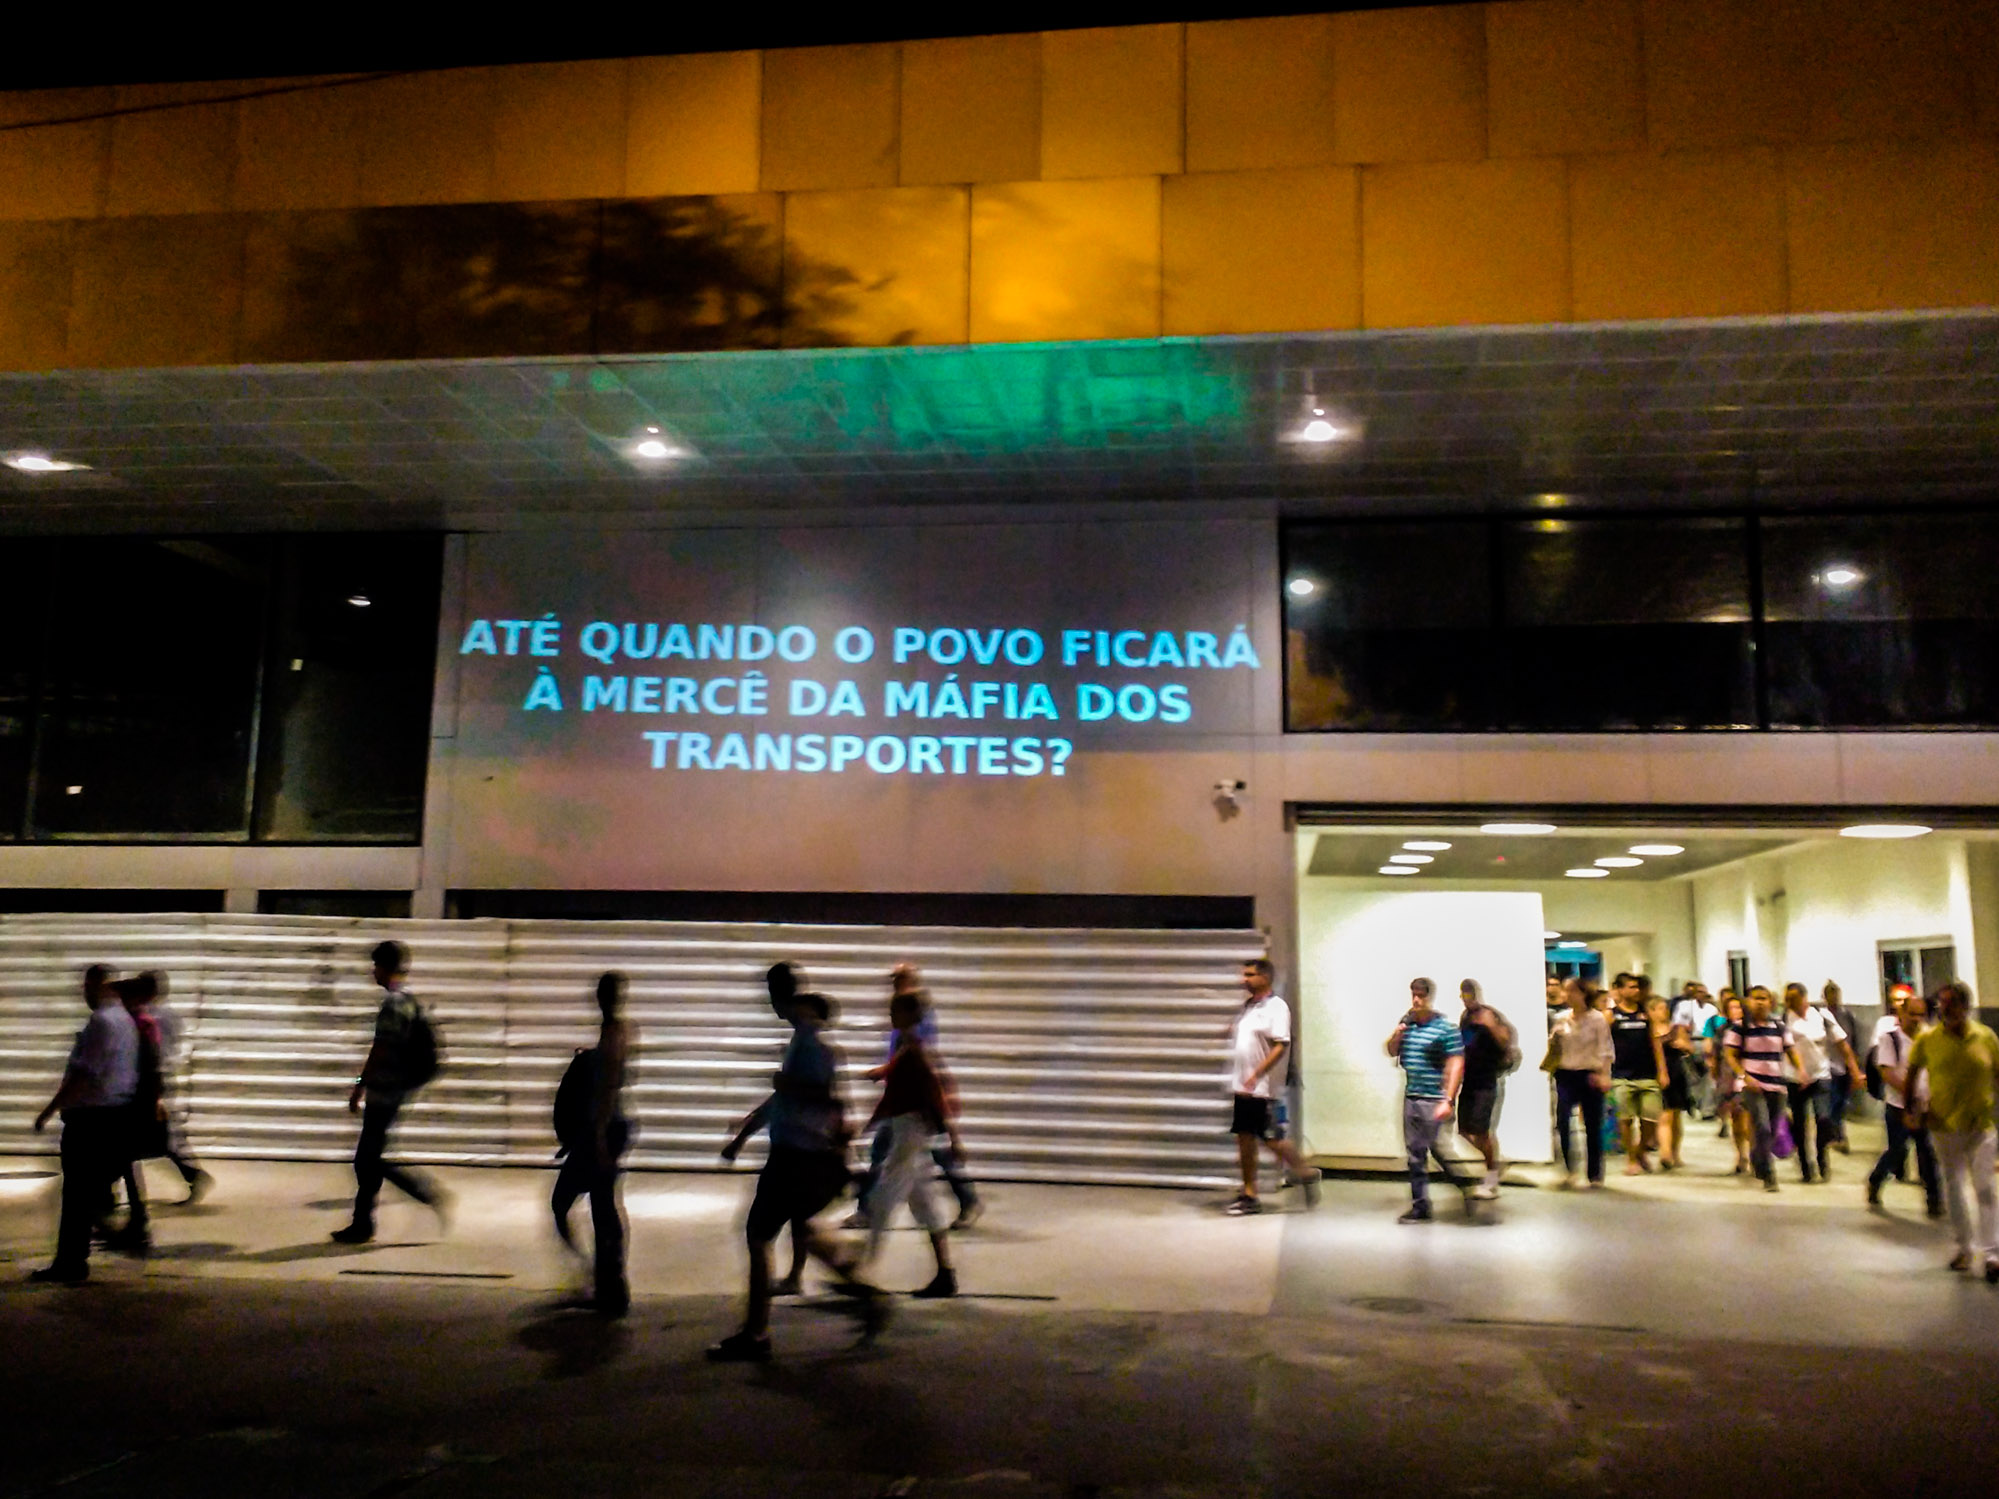 ATÉ QUANDO O POVO FICARÁ
À MERCÊ DA MÁFIA DOS
TRANSPORTES?